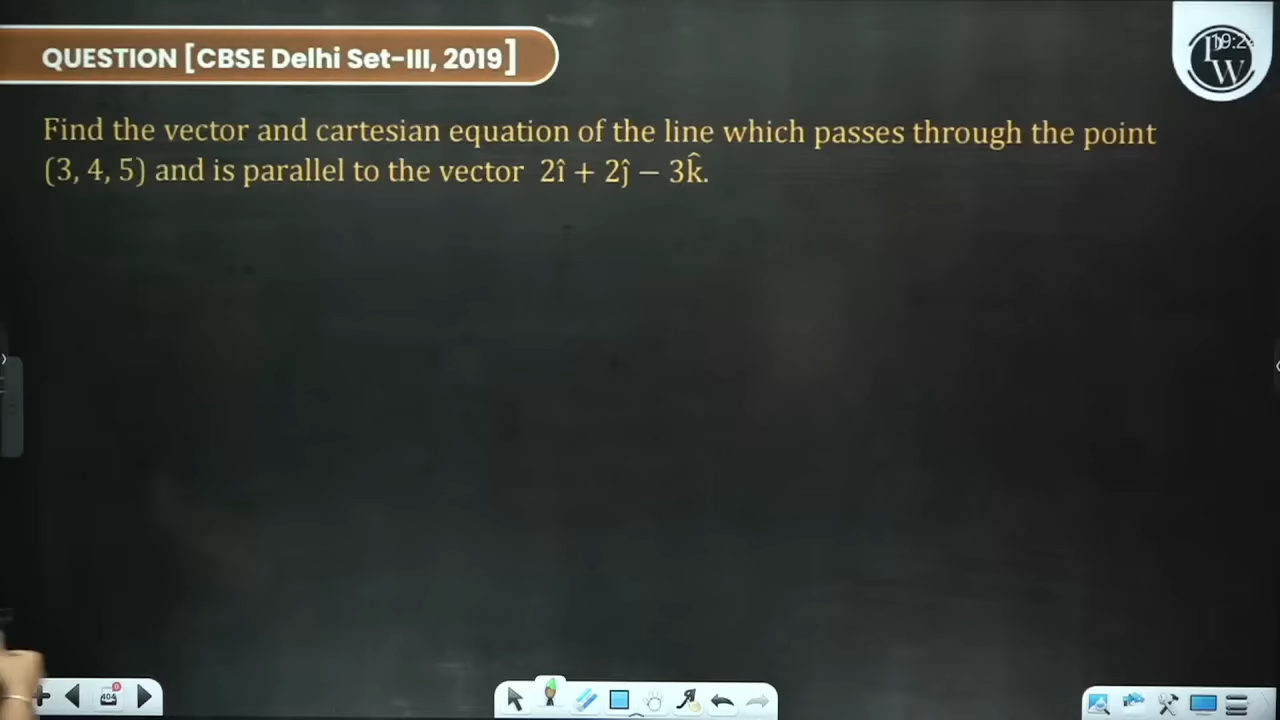 QUESTION [CBSE Delhi Set-III, 2019]
Find the vector and cartesian equation of the line which passes through the point
(3, 4, 5) and is parallel to the vector 2î + 2ĵ − 3k̂.